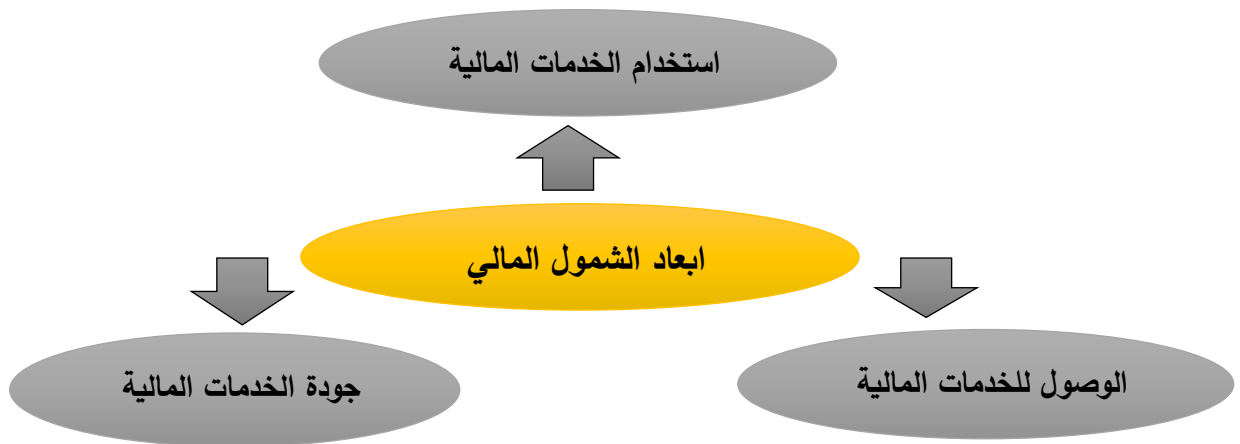 استخدام الخدمات المالية
ابعاد الشمول المالي
الوصول للخدمات المالية
جودة الخدمات المالية